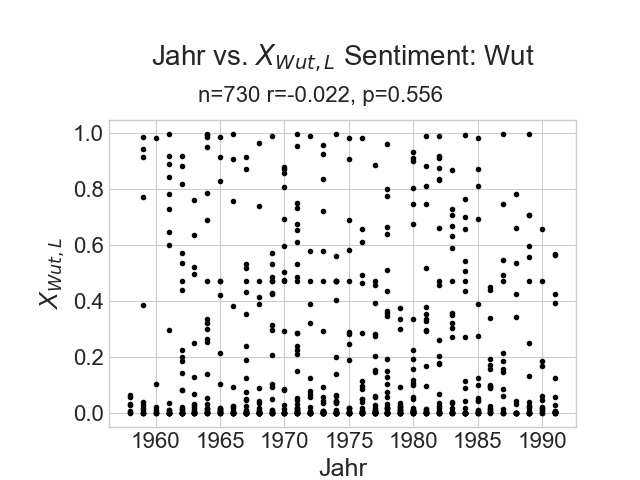 Jahr vs. X_{Wut, L} Sentiment: Wut
n=730 r=-0.022, p=0.556
X_{Wut, L}
1.0
0.8
0.6
0.4
0.2
0.0
1960 1965 1970 1975 1980 1985 1990
Jahr